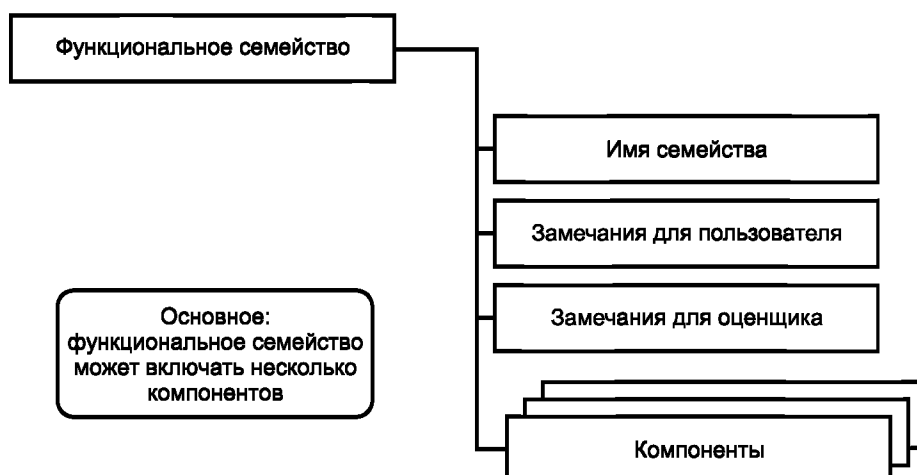 Функциональное семейство
Имя семейства
Замечания для пользователя
Замечания для оценщика
Основное:
функциональное семейство
может включать несколько
компонентов
Компоненты